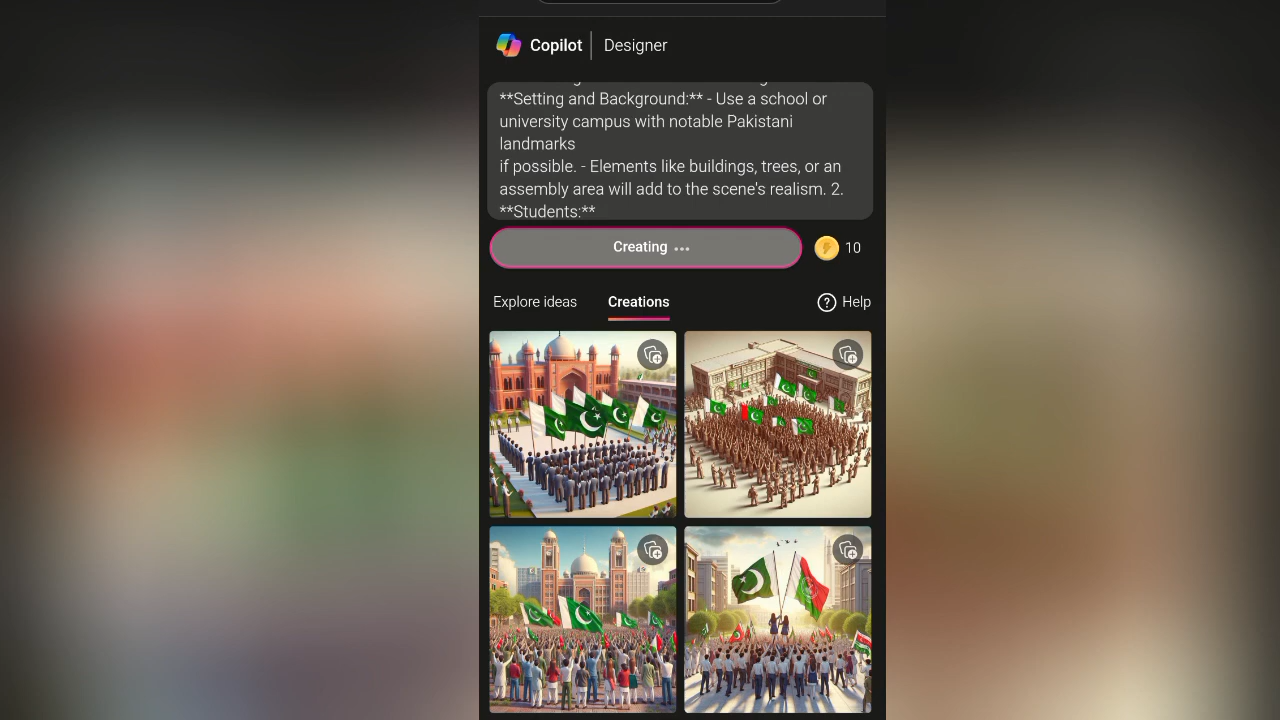 Copilot | Designer
**Setting and Background:** - Use a school or
university campus with notable Pakistani
landmarks
if possible. - Elements like buildings, trees, or an
assembly area will add to the scene's realism. 2.
**Students:**
Creating ...
10
Explore ideas
Creations
Help